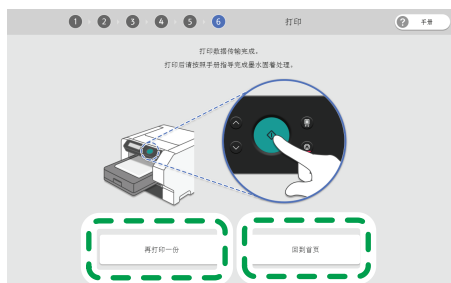 1 2 3 4 5 6 打印 ? 手册
打印数据传输完成。
打印后请按照手册指导完成墨水固着处理。
再打印一份 回到首页